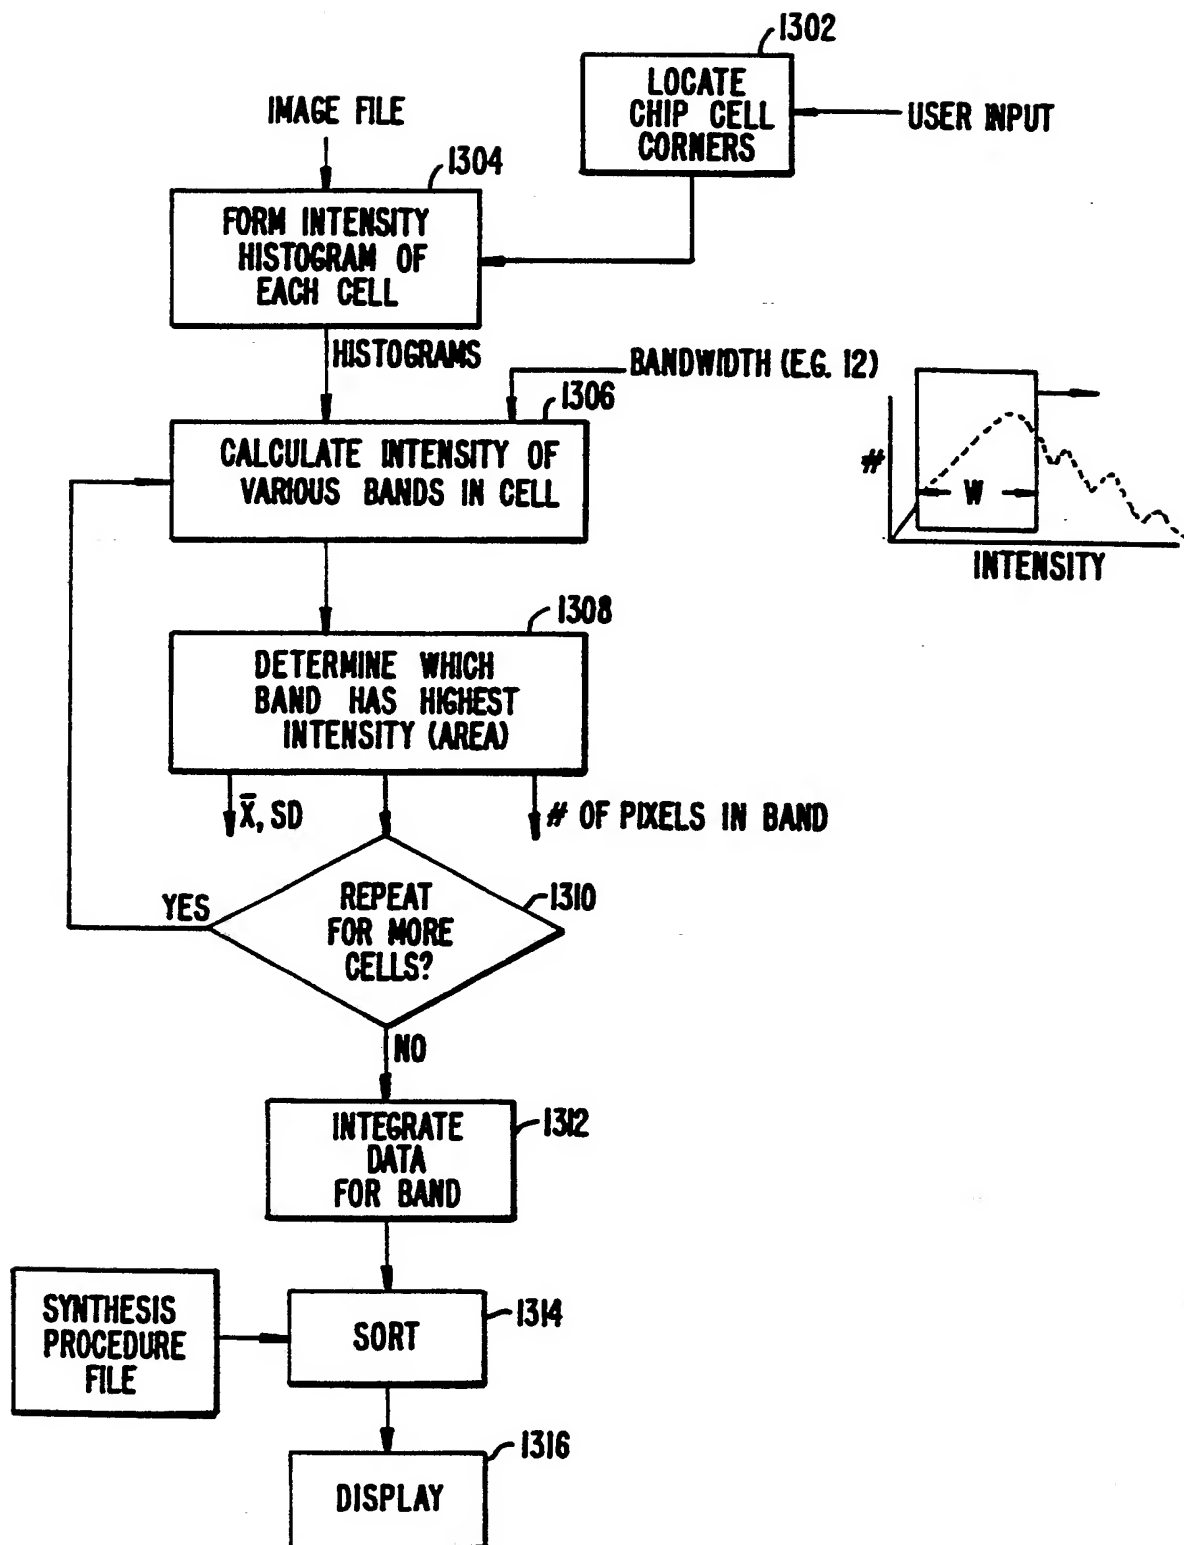 1302
LOCATE
CHIP CELL
CORNERS
USER INPUT
IMAGE FILE
1304
FORM INTENSITY
HISTOGRAM OF
EACH CELL
HISTOGRAMS
BANDWIDTH (E.G. 12)
1306
CALCULATE INTENSITY OF
VARIOUS BANDS IN CELL
#
W
INTENSITY
1308
DETERMINE WHICH
BAND HAS HIGHEST
INTENSITY (AREA)
X̄, SD
# OF PIXELS IN BAND
YES
REPEAT
FOR MORE
CELLS?
1310
NO
INTEGRATE
DATA
FOR BAND
1312
SYNTHESIS
PROCEDURE
FILE
SORT
1314
DISPLAY
1316